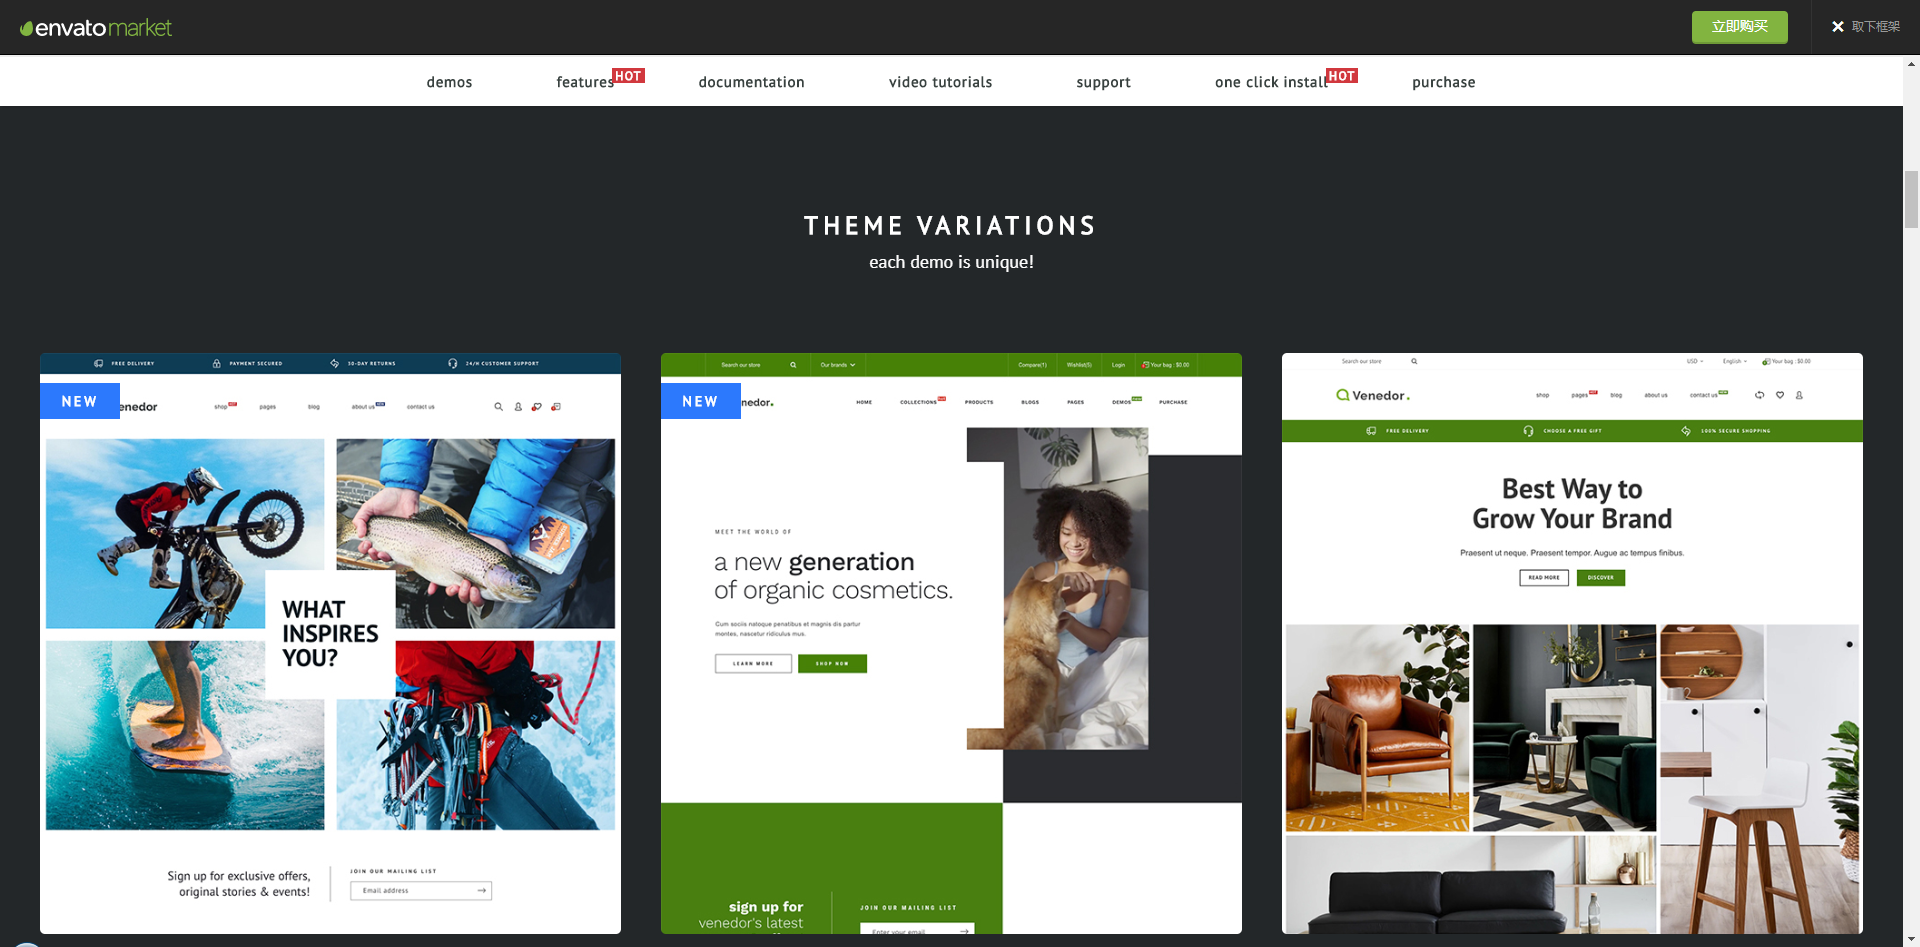 envatomarket
立即购买
取下框架
demos
features
HOT
documentation
video tutorials
support
one click install
HOT
purchase
THEME VARIATIONS
each demo is unique!
FREE DELIVERY
PAYMENT SECURED
30-DAY RETURNS
24/H CUSTOMER SUPPORT
NEW
enedor
shop
HOT
pages
blog
about us
NEW
contact us
WHAT
INSPIRES
YOU?
Sign up for exclusive offers,
original stories & events!
JOIN OUR MAILING LIST
Email address
Search our store
Our brands
Compare(1)
Wishlist(5)
Login
Your bag : $0.00
NEW
nedor.
HOME
COLLECTIONS
PRODUCTS
BLOGS
PAGES
DEMOS
PURCHASE
MEET THE WORLD OF
a new generation
of organic cosmetics.
Cum sociis natoque penatibus et magnis dis partur
montes, nascetur ridiculus mus.
LEARN MORE
SHOP NOW
sign up for
venedor's latest
JOIN OUR MAILING LIST
Enter your email
Search our store
USD
English
Your bag : $0.00
Venedor.
shop
pages
HOT
blog
about us
contact us
NEW
FREE DELIVERY
CHOOSE A FREE GIFT
100% SECURE SHOPPING
Best Way to
Grow Your Brand
Praesent ut neque. Praesent tempor. Augue ac tempus finibus.
READ MORE
DISCOVER